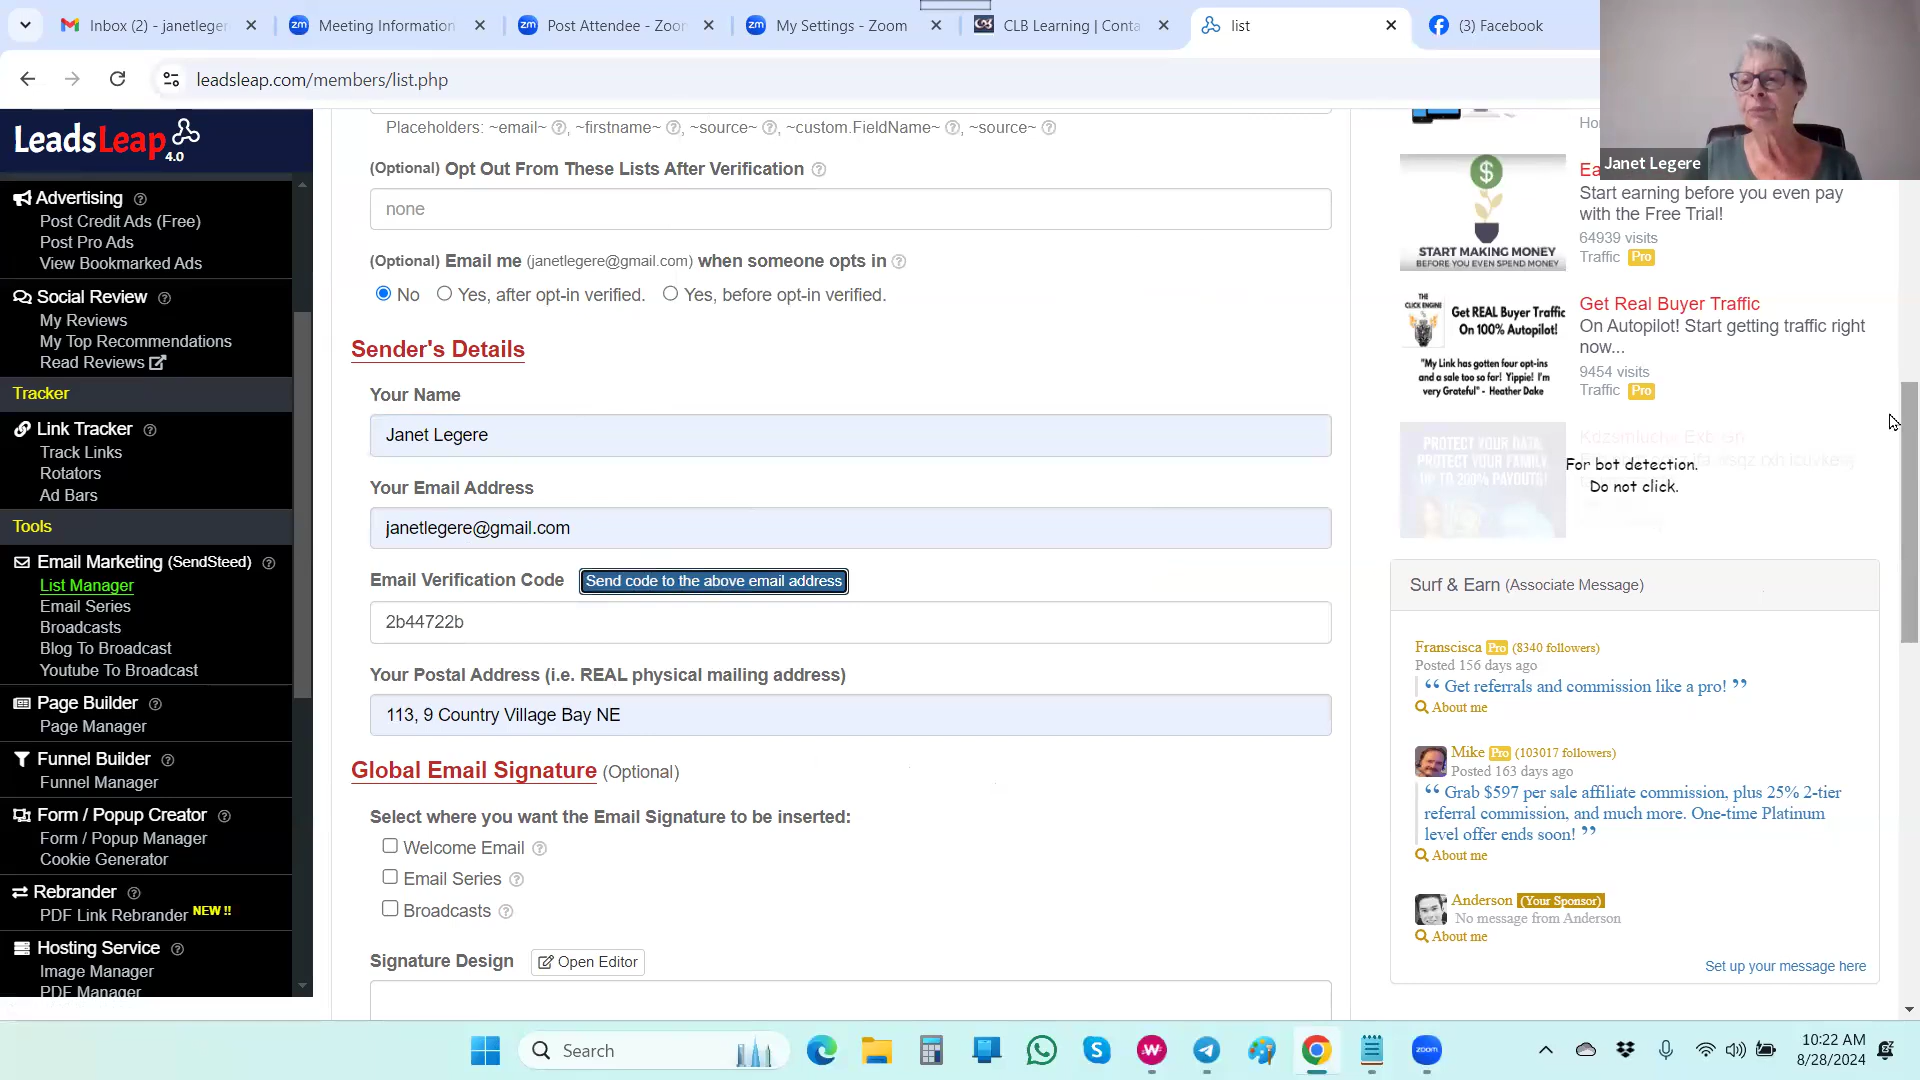 Inbox (2) - janetleger
Meeting Information
Post Attendee - Zoom
My Settings - Zoom
CLB Learning | Conta
list
(3) Facebook
leadsleap.com/members/list.php
LeadsLeap 4.0
Advertising
Post Credit Ads (Free)
Post Pro Ads
View Bookmarked Ads
Social Review
My Reviews
My Top Recommendations
Read Reviews
Tracker
Link Tracker
Track Links
Rotators
Ad Bars
Tools
Email Marketing (SendSteed)
List Manager
Email Series
Broadcasts
Blog To Broadcast
Youtube To Broadcast
Page Builder
Page Manager
Funnel Builder
Funnel Manager
Form / Popup Creator
Form / Popup Manager
Cookie Generator
Rebrander
PDF Link Rebrander NEW !!
Hosting Service
Image Manager
PDF Manager
Placeholders: ~email~ , ~firstname~ , ~source~ , ~custom.FieldName~ , ~source~
(Optional) Opt Out From These Lists After Verification
none
(Optional) Email me (janetlegere@gmail.com) when someone opts in
No Yes, after opt-in verified. Yes, before opt-in verified.
Sender's Details
Your Name
Janet Legere
Your Email Address
janetlegere@gmail.com
Email Verification Code Send code to the above email address
2b44722b
Your Postal Address (i.e. REAL physical mailing address)
113, 9 Country Village Bay NE
Global Email Signature (Optional)
Select where you want the Email Signature to be inserted:
Welcome Email
Email Series
Broadcasts
Signature Design Open Editor
Janet Legere
START MAKING MONEY
BEFORE YOU EVEN SPEND MONEY
Start earning before you even pay
with the Free Trial!
64939 visits
Traffic Pro
THE
CLICK ENGINE
Get REAL Buyer Traffic
On 100% Autopilot!
"My Link has gotten four opt-ins
and a sale too so far! Yippie! I'm
very Grateful" - Heather Dake
Get Real Buyer Traffic
On Autopilot! Start getting traffic right
now...
9454 visits
Traffic Pro
PROTECT YOUR DATA,
PROTECT YOUR FAMILY,
UP TO 200% PAYOUTS!
For bot detection.
Do not click.
Surf & Earn (Associate Message)
Franscisca Pro (8340 followers)
Posted 156 days ago
“ Get referrals and commission like a pro! ”
About me
Mike Pro (103017 followers)
Posted 163 days ago
“ Grab $597 per sale affiliate commission, plus 25% 2-tier
referral commission, and much more. One-time Platinum
level offer ends soon! ”
About me
Anderson (Your Sponsor)
No message from Anderson
About me
Set up your message here
Search
zoom
10:22 AM
8/28/2024